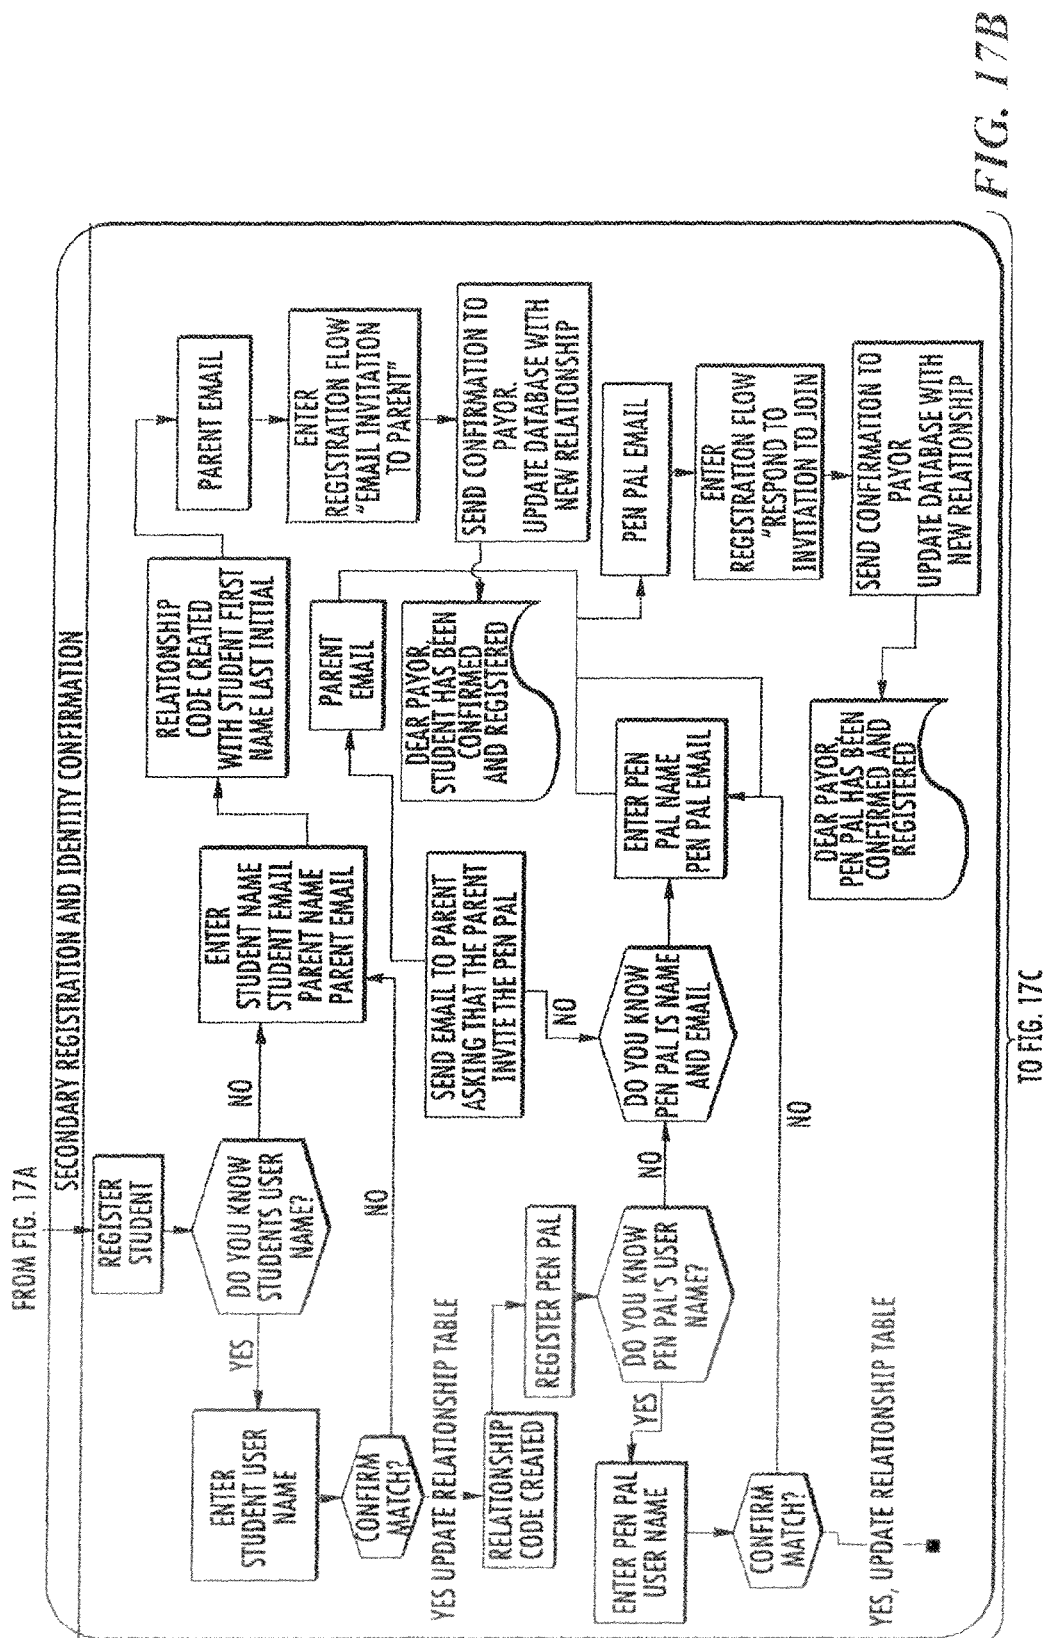 FROM FIG. 17A
SECONDARY REGISTRATION AND IDENTITY CONFIRMATION
REGISTER
STUDENT
DO YOU KNOW
STUDENTS USER
NAME?
YES
NO
ENTER
STUDENT USER
NAME
ENTER
STUDENT NAME
STUDENT EMAIL
PARENT NAME
PARENT EMAIL
RELATIONSHIP
CODE CREATED
WITH STUDENT FIRST
NAME LAST INITIAL
PARENT EMAIL
ENTER
REGISTRATION FLOW
"EMAIL INVITATION
TO PARENT"
CONFIRM
MATCH?
NO
YES UPDATE RELATIONSHIP TABLE
PARENT
EMAIL
SEND CONFIRMATION TO
PAYOR.
UPDATE DATABASE WITH
NEW RELATIONSHIP
DEAR PAYOR,
STUDENT HAS BEEN
CONFIRMED
AND REGISTERED
RELATIONSHIP
CODE CREATED
REGISTER PEN PAL
SEND EMAIL TO PARENT
ASKING THAT THE PARENT
INVITE THE PEN PAL
NO
DO YOU KNOW
PEN PAL'S USER
NAME?
YES
NO
DO YOU KNOW
PEN PAL IS NAME
AND EMAIL
ENTER PEN
PAL NAME
PEN PAL EMAIL
PEN PAL EMAIL
ENTER
REGISTRATION FLOW
"RESPOND TO
INVITATION TO JOIN
ENTER PEN PAL
USER NAME
CONFIRM
MATCH?
NO
YES, UPDATE RELATIONSHIP TABLE
SEND CONFIRMATION TO
PAYOR
UPDATE DATABASE WITH
NEW RELATIONSHIP
DEAR PAYOR,
PEN PAL HAS BEEN
CONFIRMED AND
REGISTERED
TO FIG. 17C
FIG. 17B